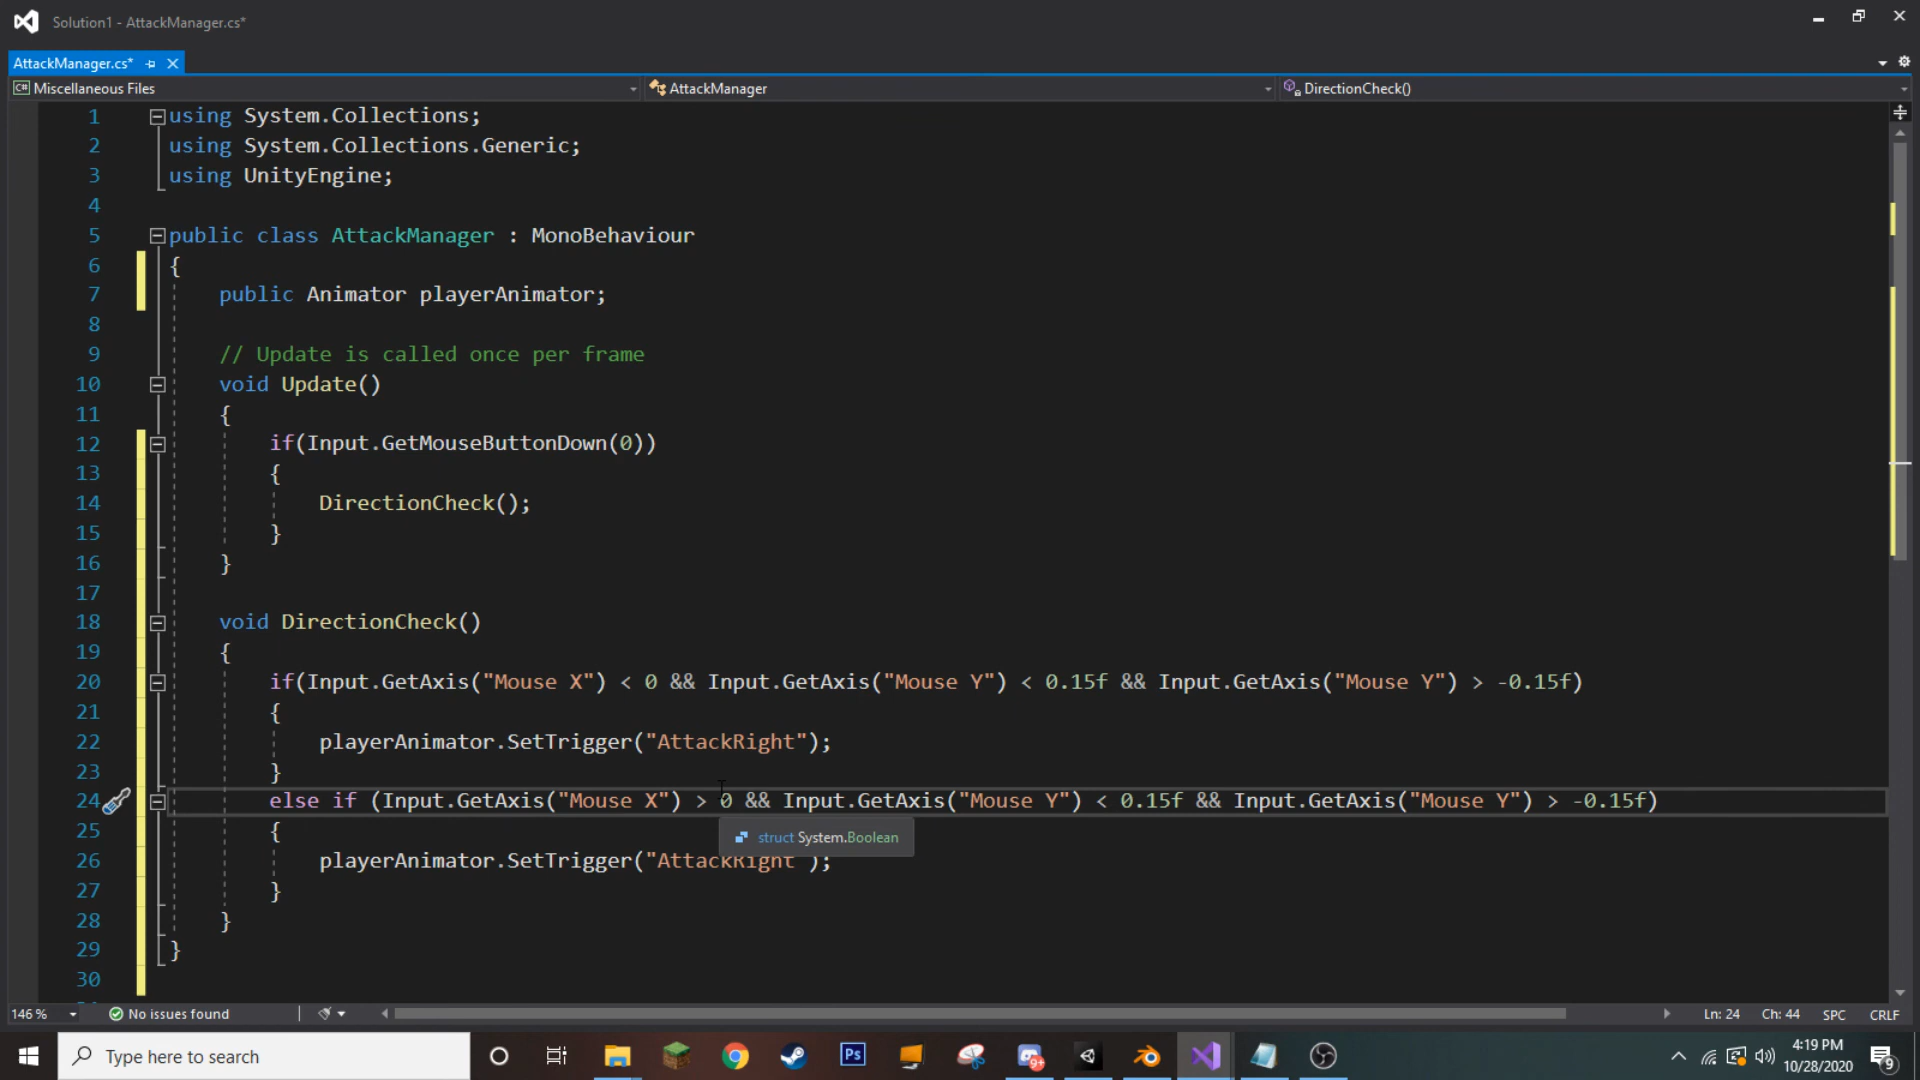 Solution1 - AttackManager.cs*
AttackManager.cs*
C# Miscellaneous Files
AttackManager
DirectionCheck()
1 using System.Collections;
2 using System.Collections.Generic;
3 using UnityEngine;
4
5 public class AttackManager : MonoBehaviour
6 {
7 public Animator playerAnimator;
8
9 // Update is called once per frame
10 void Update()
11 {
12 if(Input.GetMouseButtonDown(0))
13 {
14 DirectionCheck();
15 }
16 }
17
18 void DirectionCheck()
19 {
20 if(Input.GetAxis("Mouse X") < 0 && Input.GetAxis("Mouse Y") < 0.15f && Input.GetAxis("Mouse Y") > -0.15f)
21 {
22 playerAnimator.SetTrigger("AttackRight");
23 }
24 else if (Input.GetAxis("Mouse X") > 0 && Input.GetAxis("Mouse Y") < 0.15f && Input.GetAxis("Mouse Y") > -0.15f)
25 {
struct System.Boolean
26 playerAnimator.SetTrigger("AttackRight");
27 }
28 }
29 }
30
146 %
No issues found
Ln: 24
Ch: 44
SPC
CRLF
Type here to search
Ps
9+
4:19 PM
10/28/2020
9